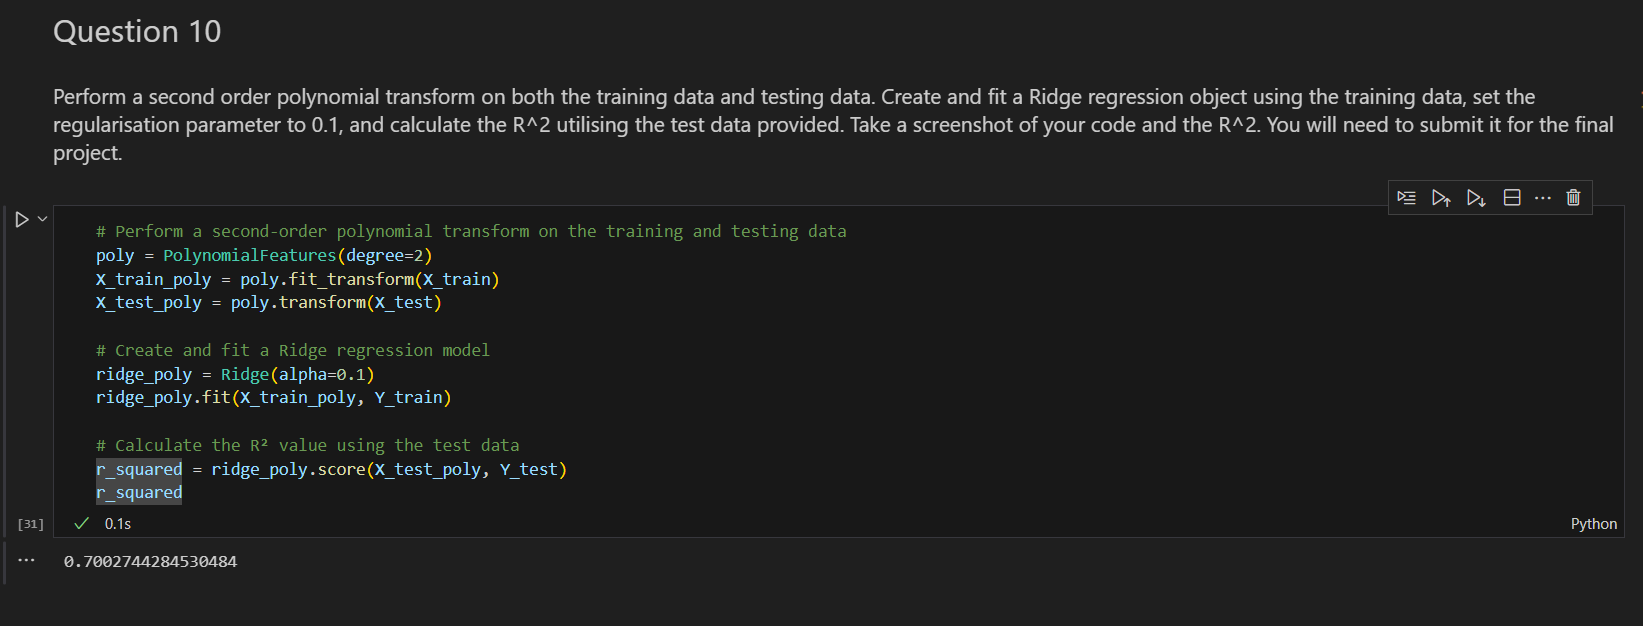 Question 10
Perform a second order polynomial transform on both the training data and testing data. Create and fit a Ridge regression object using the training data, set the
regularisation parameter to 0.1, and calculate the R^2 utilising the test data provided. Take a screenshot of your code and the R^2. You will need to submit it for the final
project.
# Perform a second-order polynomial transform on the training and testing data
poly = PolynomialFeatures(degree=2)
X_train_poly = poly.fit_transform(X_train)
X_test_poly = poly.transform(X_test)
# Create and fit a Ridge regression model
ridge_poly = Ridge(alpha=0.1)
ridge_poly.fit(X_train_poly, Y_train)
# Calculate the R² value using the test data
r_squared = ridge_poly.score(X_test_poly, Y_test)
r_squared
[31] 0.1s Python
0.7002744284530484